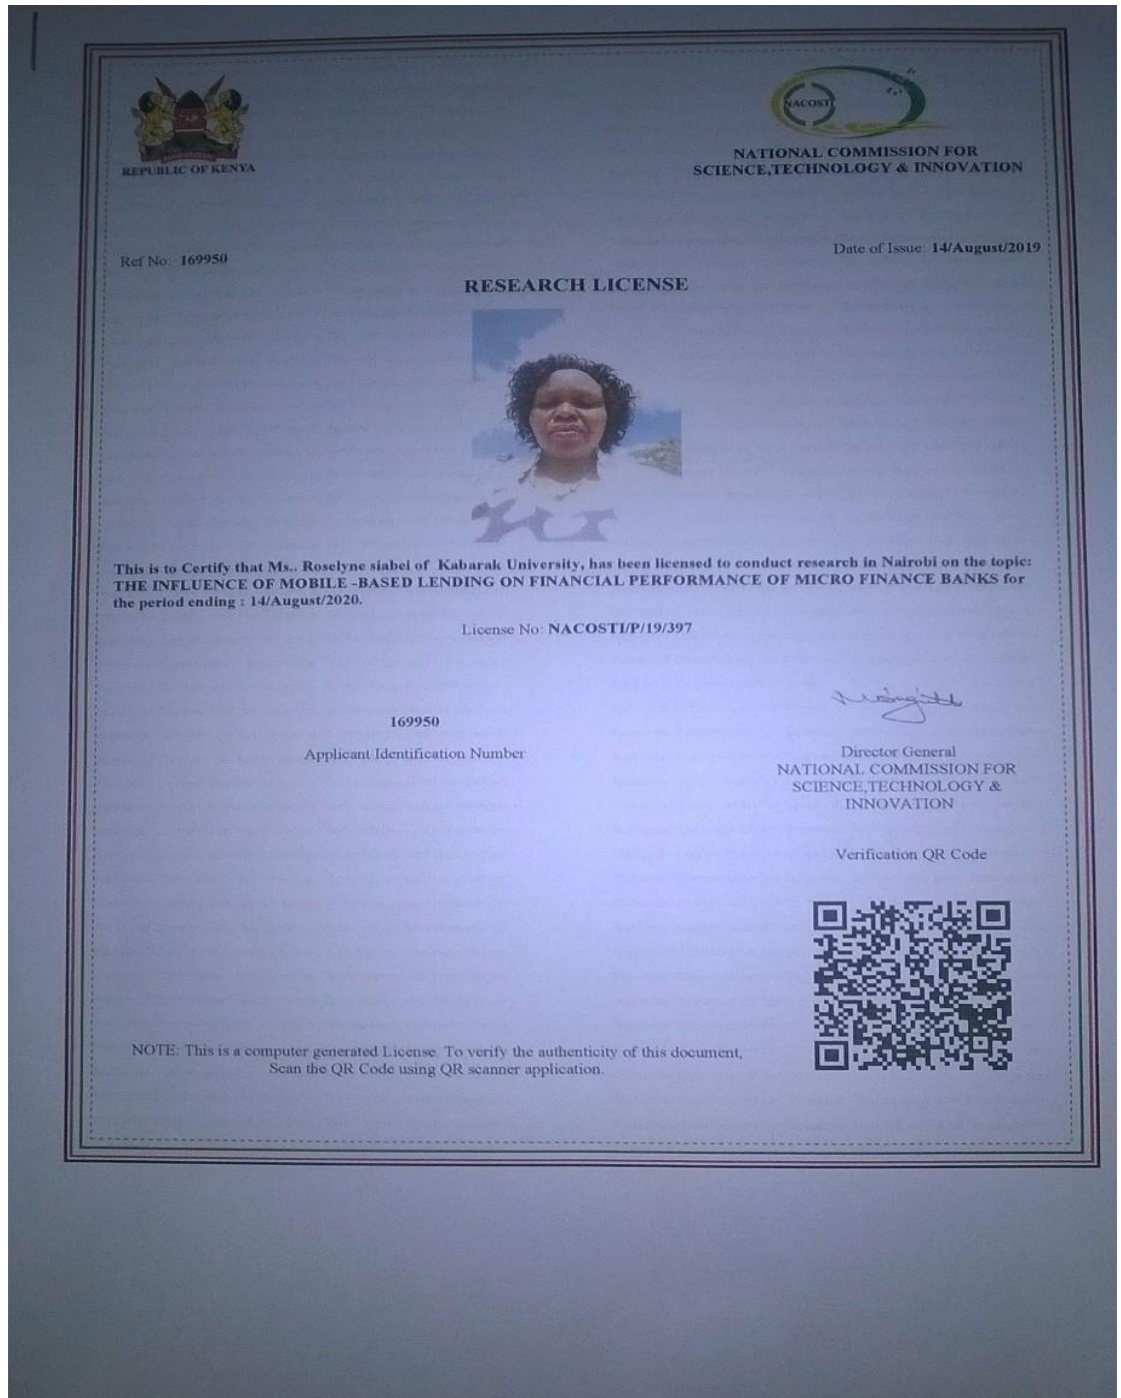 REPUBLIC OF KENYA
NACOSTI
NATIONAL COMMISSION FOR
SCIENCE,TECHNOLOGY & INNOVATION
Ref No: 169950
Date of Issue: 14/August/2019
RESEARCH LICENSE
This is to Certify that Ms.. Roselyne siabei of Kabarak University, has been licensed to conduct research in Nairobi on the topic:
THE INFLUENCE OF MOBILE -BASED LENDING ON FINANCIAL PERFORMANCE OF MICRO FINANCE BANKS for
the period ending : 14/August/2020.
License No: NACOSTI/P/19/397
169950
Applicant Identification Number
Director General
NATIONAL COMMISSION FOR
SCIENCE,TECHNOLOGY &
INNOVATION
Verification QR Code
NOTE: This is a computer generated License. To verify the authenticity of this document,
Scan the QR Code using QR scanner application.